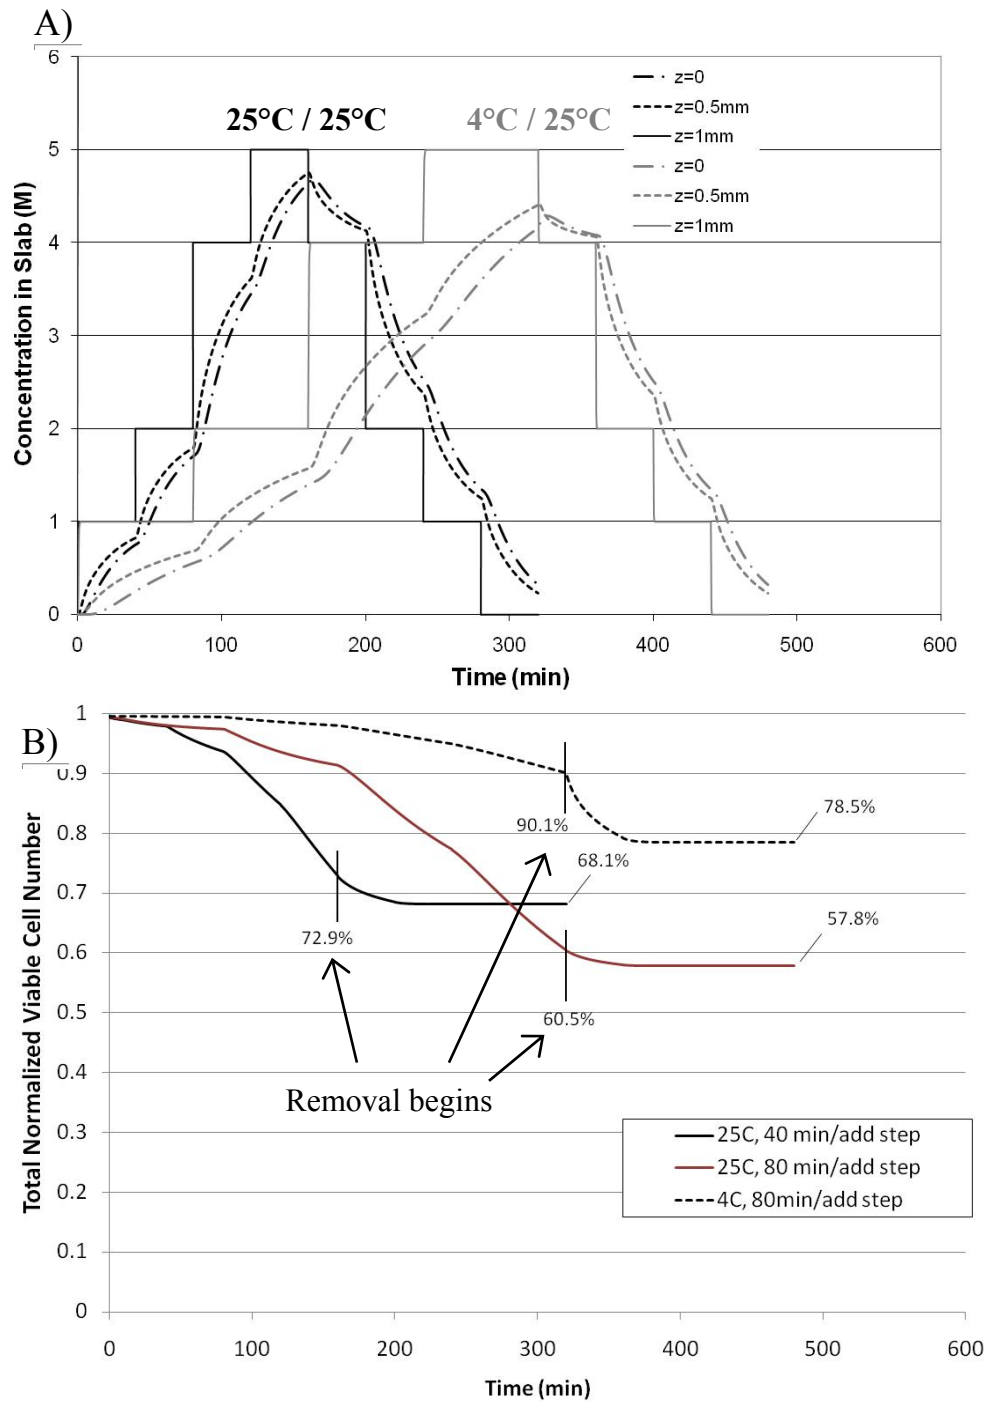 A)
6
5
4
3
2
1
0
Concentration in Slab (M)
25°C / 25°C
4°C / 25°C
z=0
z=0.5mm
z=1mm
z=0
z=0.5mm
z=1mm
0 100 200 300 400 500 600
Time (min)
B)
1
0.9
0.8
0.7
0.6
0.5
0.4
0.3
0.2
0.1
0
Total Normalized Viable Cell Number
90.1%
78.5%
68.1%
72.9%
57.8%
60.5%
Removal begins
25C, 40 min/add step
25C, 80 min/add step
4C, 80min/add step
0 100 200 300 400 500 600
Time (min)